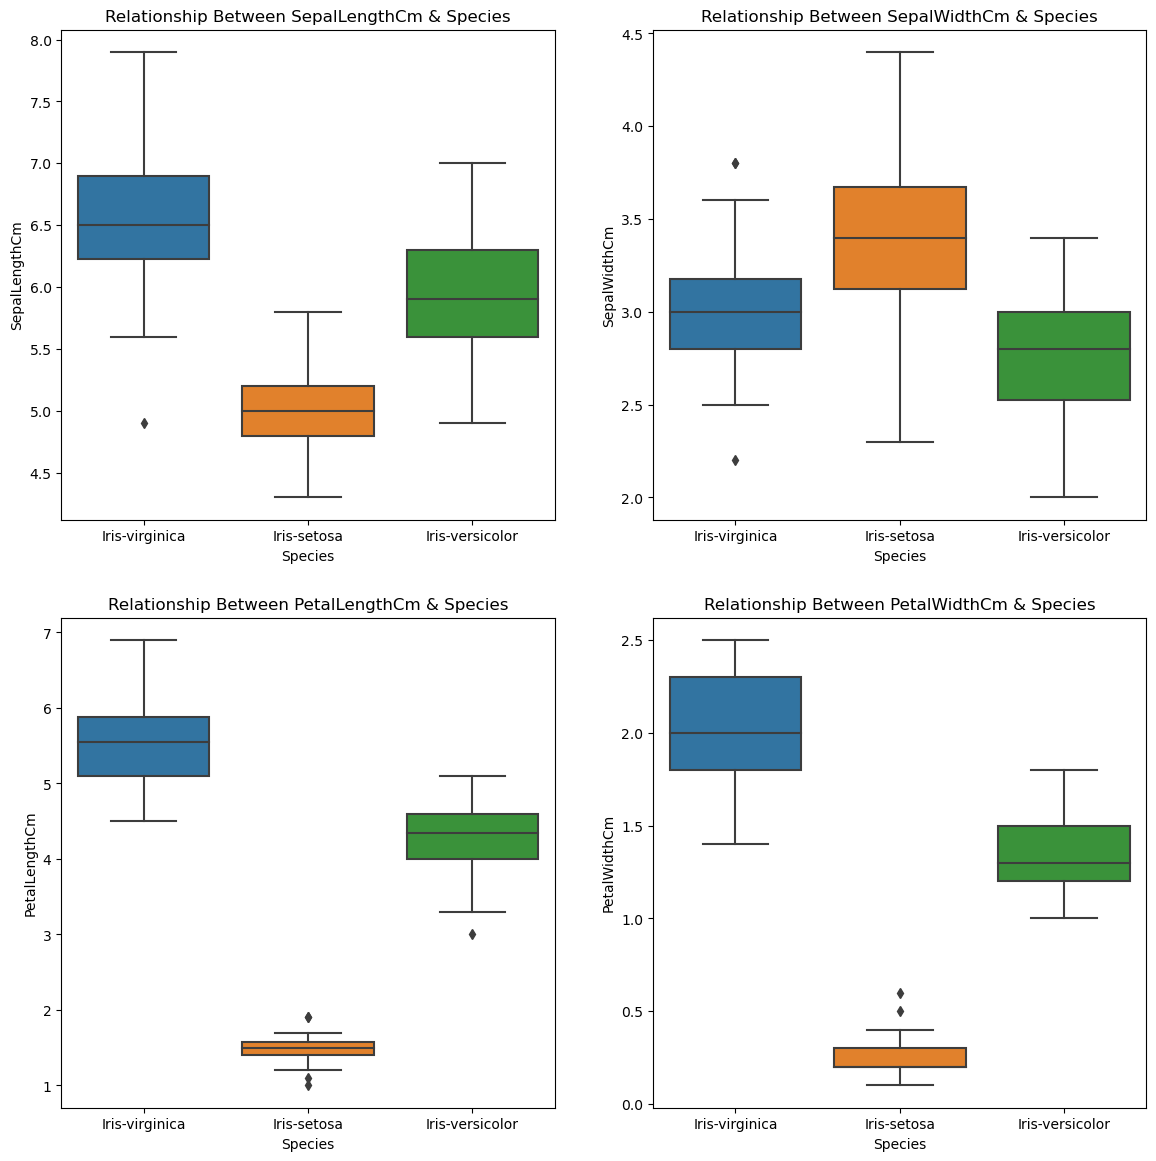 Relationship Between SepalLengthCm & Species
8.0
7.5
7.0
6.5
6.0
5.5
5.0
4.5
SepalLengthCm
Iris-virginica Iris-setosa Iris-versicolor
Species
Relationship Between SepalWidthCm & Species
4.5
4.0
3.5
3.0
2.5
2.0
SepalWidthCm
Iris-virginica Iris-setosa Iris-versicolor
Species
Relationship Between PetalLengthCm & Species
7
6
5
4
3
2
1
PetalLengthCm
Iris-virginica Iris-setosa Iris-versicolor
Species
Relationship Between PetalWidthCm & Species
2.5
2.0
1.5
1.0
0.5
0.0
PetalWidthCm
Iris-virginica Iris-setosa Iris-versicolor
Species